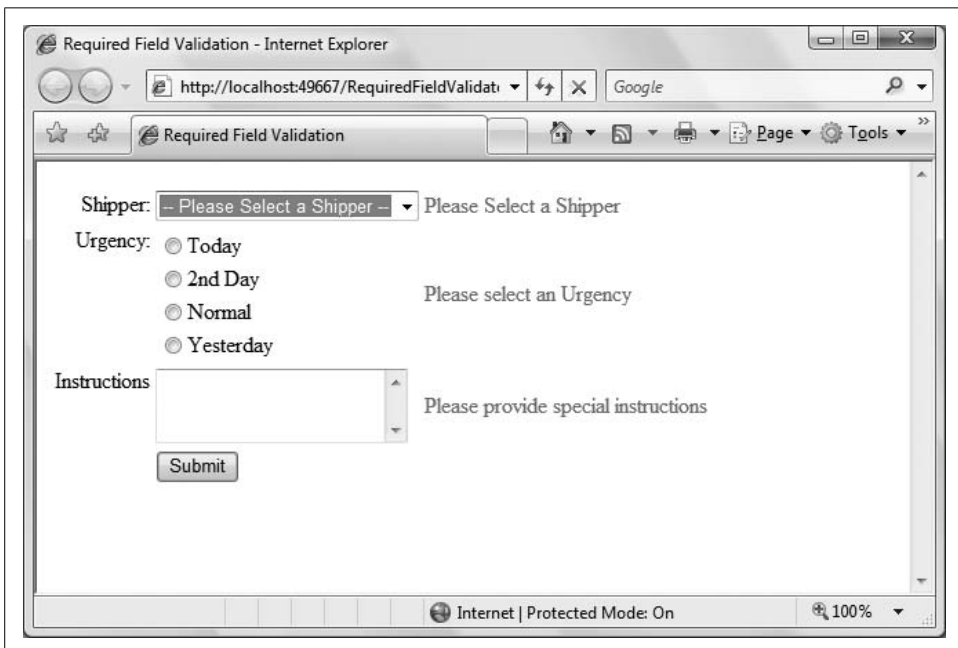 Required Field Validation - Internet Explorer
http://localhost:49667/RequiredFieldValidat
Google
Required Field Validation
Page
Tools
Shipper: -- Please Select a Shipper -- Please Select a Shipper
Urgency:
Today
2nd Day
Please select an Urgency
Normal
Yesterday
Instructions
Please provide special instructions
Submit
Internet | Protected Mode: On
100%